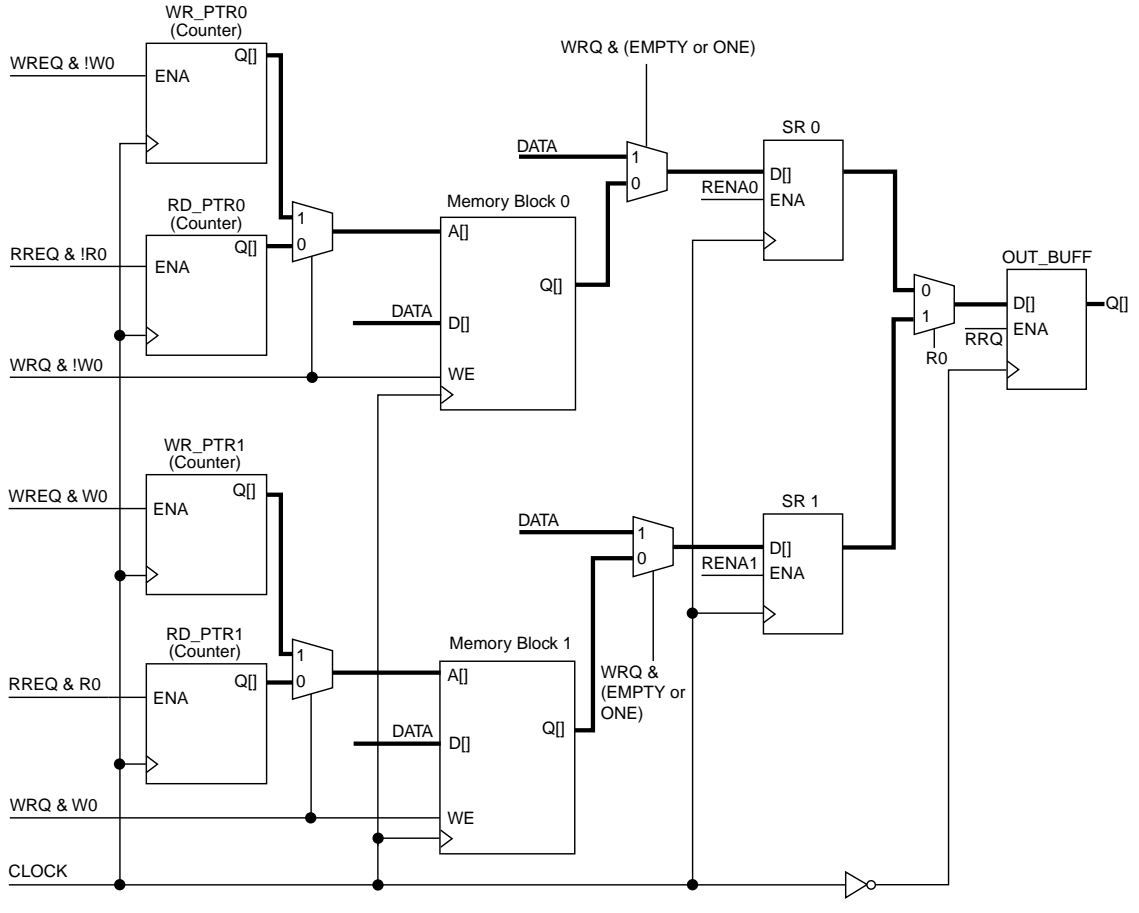 WR_PTR0
(Counter)
WREQ & !W0
ENA
Q[]
RD_PTR0
(Counter)
RREQ & !R0
ENA
Q[]
1
0
WRQ & !W0
Memory Block 0
A[]
DATA
D[]
Q[]
WE
WRQ & (EMPTY or ONE)
DATA
1
0
SR 0
D[]
RENA0
ENA
0
1
R0
OUT_BUFF
D[]
ENA
RRQ
Q[]
WR_PTR1
(Counter)
WREQ & W0
ENA
Q[]
RD_PTR1
(Counter)
RREQ & R0
ENA
Q[]
1
0
WRQ & W0
Memory Block 1
A[]
DATA
D[]
Q[]
WE
DATA
1
0
WRQ &
(EMPTY or
ONE)
SR 1
D[]
RENA1
ENA
CLOCK